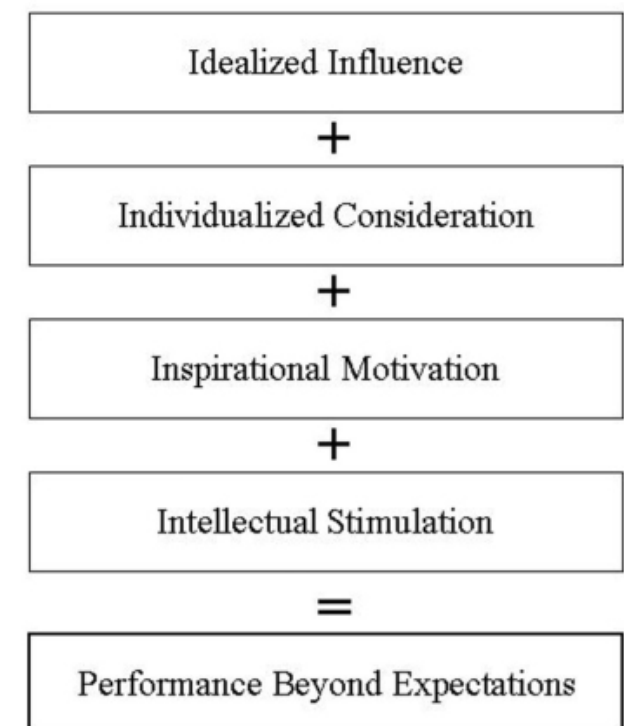 Idealized Influence
+
Individualized Consideration
+
Inspirational Motivation
+
Intellectual Stimulation
=
Performance Beyond Expectations